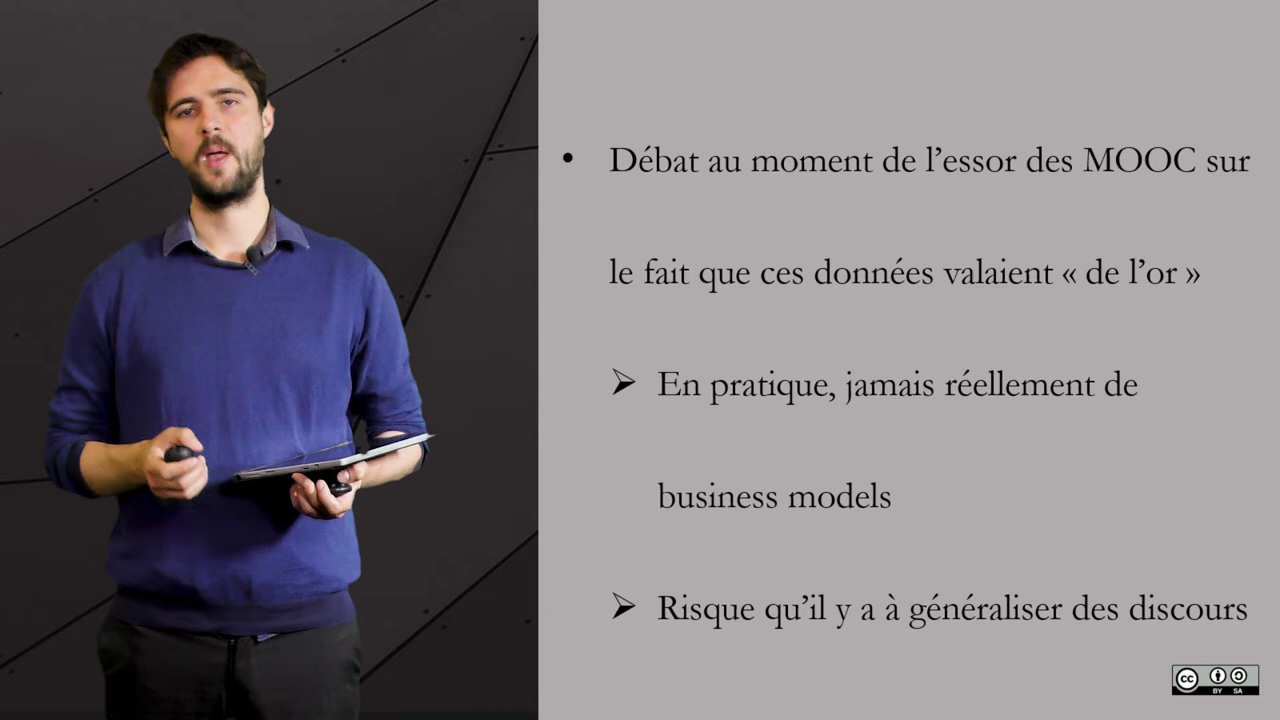 • Débat au moment de l’essor des MOOC sur
le fait que ces données valaient « de l’or »
➢ En pratique, jamais réellement de
business models
➢ Risque qu’il y a à généraliser des discours
cc BY SA